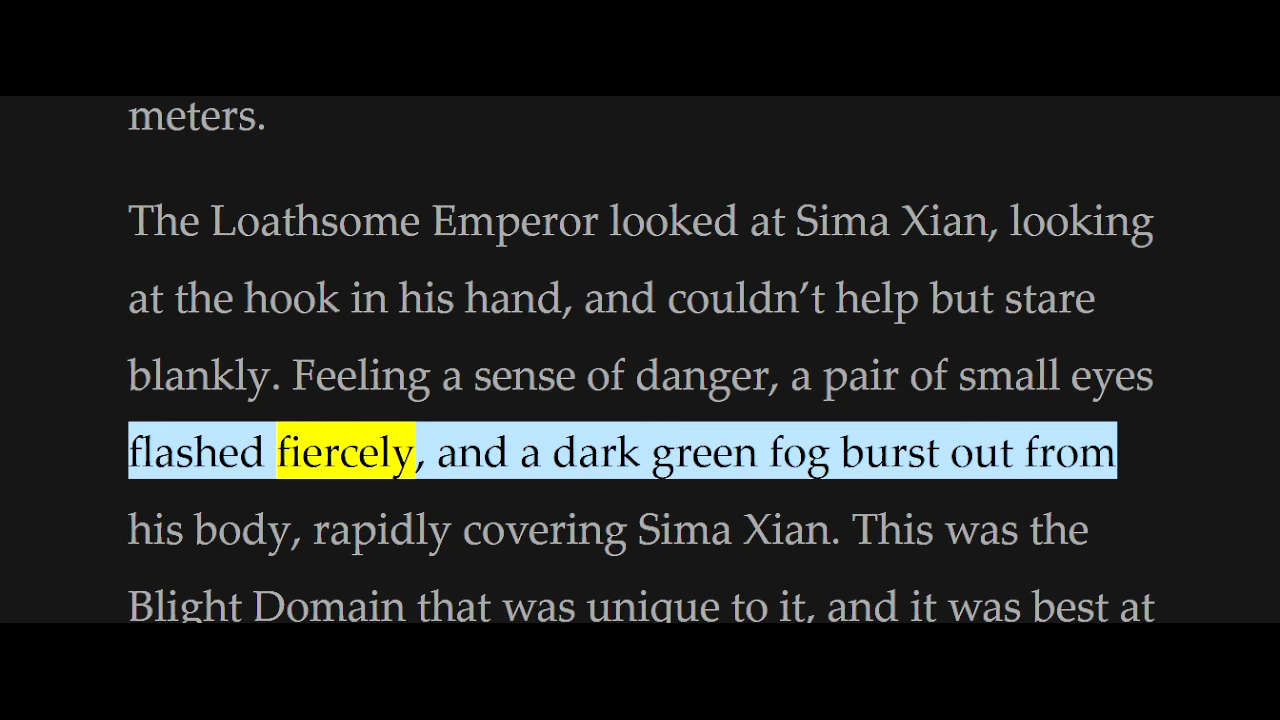 meters.
The Loathsome Emperor looked at Sima Xian, looking
at the hook in his hand, and couldn’t help but stare
blankly. Feeling a sense of danger, a pair of small eyes
flashed fiercely, and a dark green fog burst out from
his body, rapidly covering Sima Xian. This was the
Blight Domain that was unique to it, and it was best at